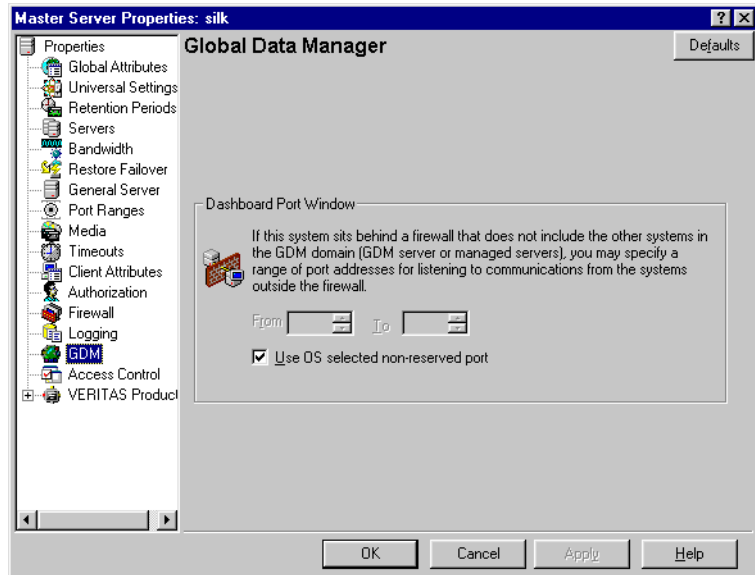 Master Server Properties: silk
Properties
Global Attributes
Universal Settings
Retention Periods
Servers
Bandwidth
Restore Failover
General Server
Port Ranges
Media
Timeouts
Client Attributes
Authorization
Firewall
Logging
GDM
Access Control
VERITAS Product
Global Data Manager
Defaults
Dashboard Port Window
If this system sits behind a firewall that does not include the other systems in
the GDM domain (GDM server or managed servers), you may specify a
range of port addresses for listening to communications from the systems
outside the firewall.
From To
Use OS selected non-reserved port
OK Cancel Apply Help